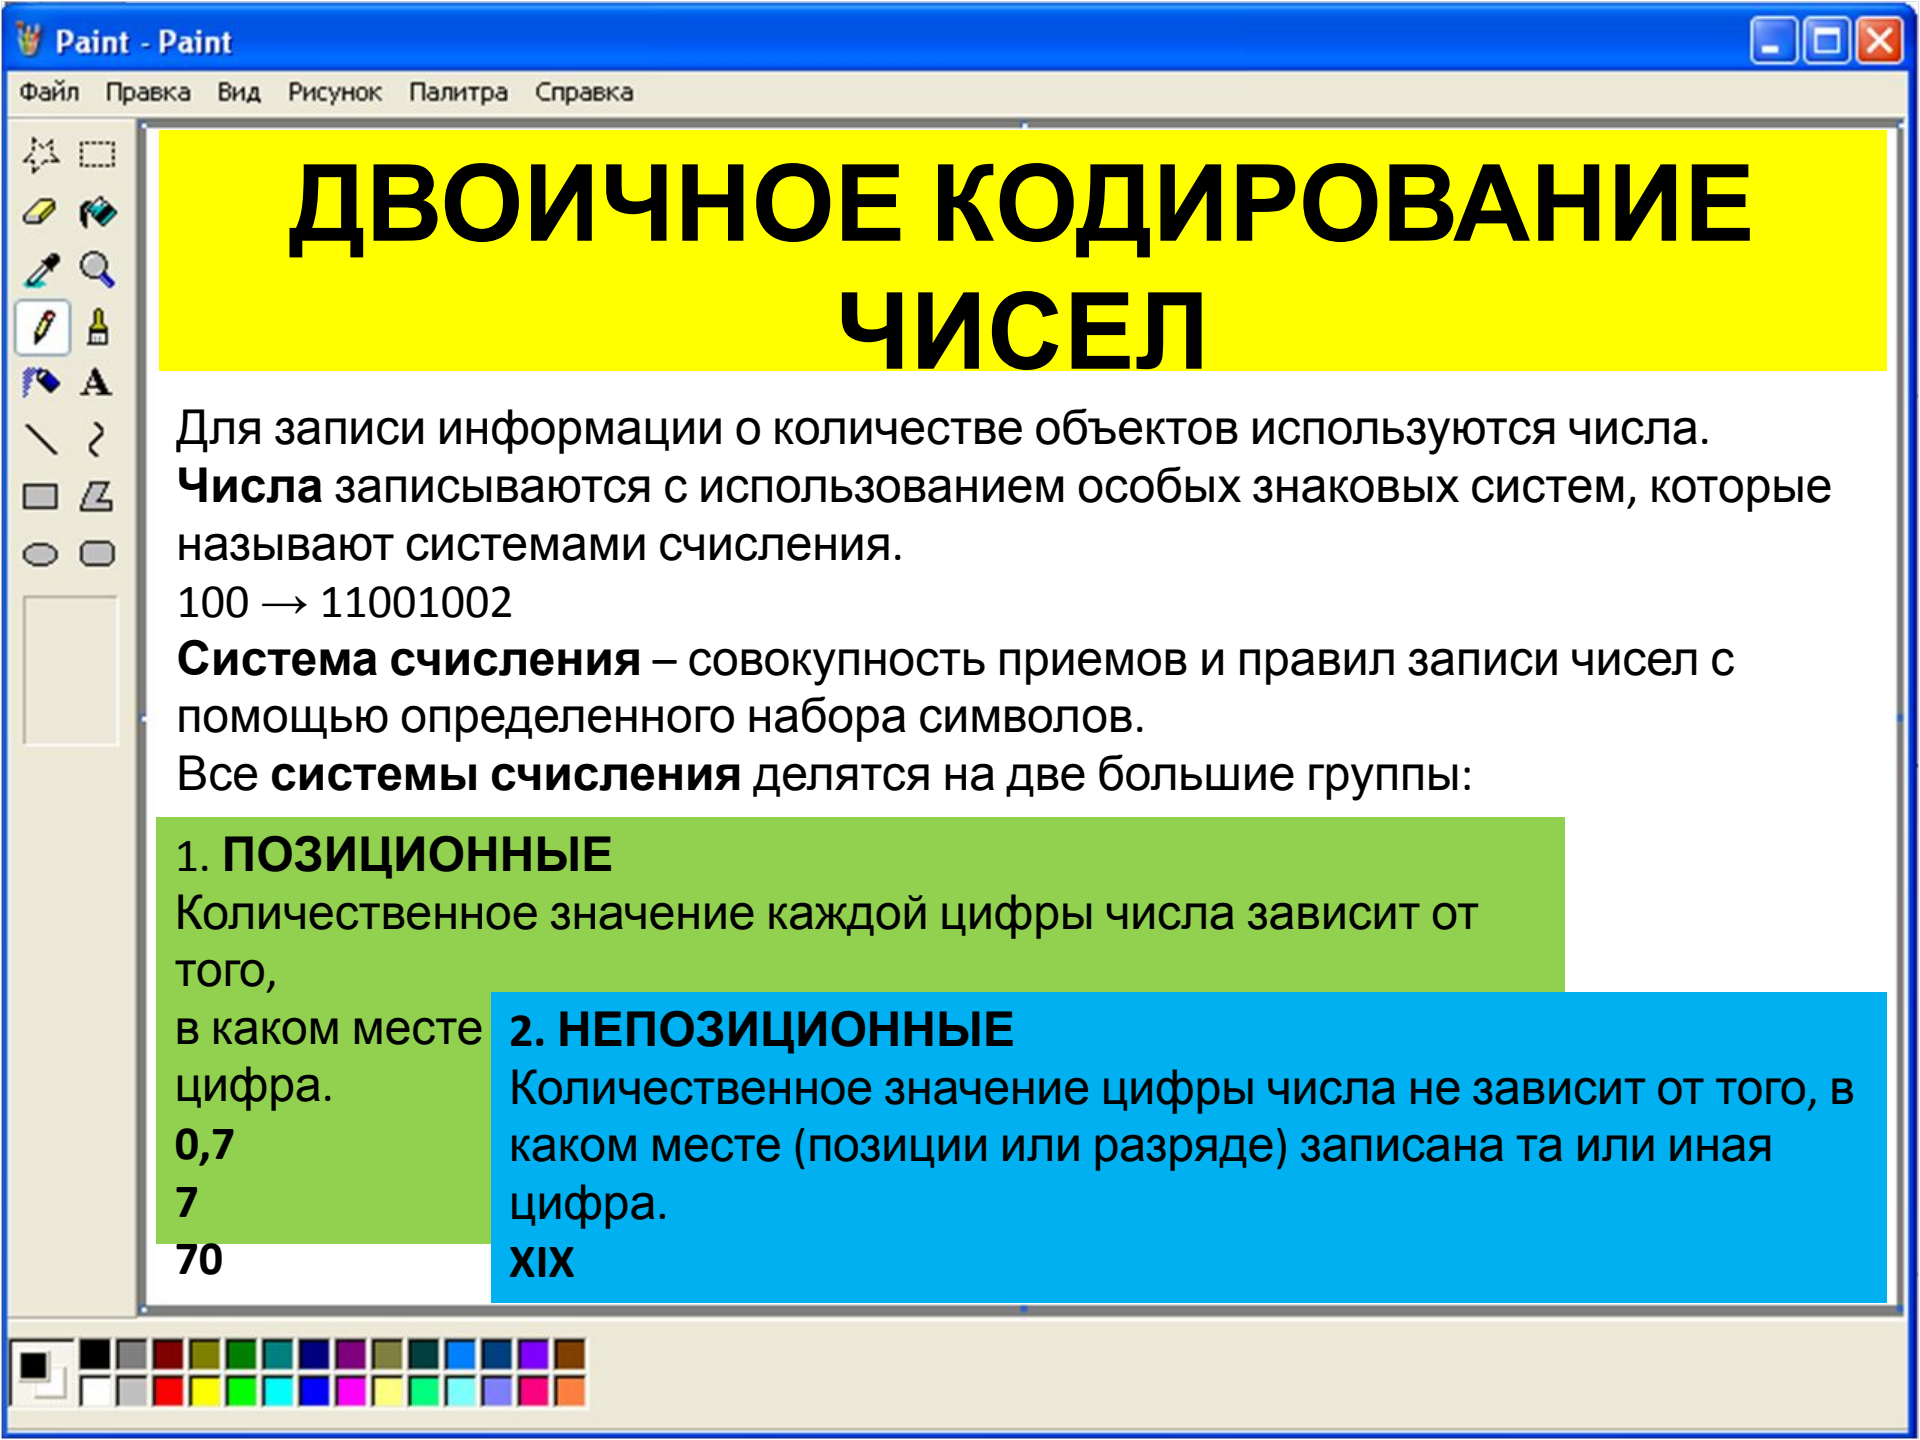 Paint - Paint
Файл Правка Вид Рисунок Палитра Справка
A
ДВОИЧНОЕ КОДИРОВАНИЕ
ЧИСЕЛ
Для записи информации о количестве объектов используются числа.
Числа записываются с использованием особых знаковых систем, которые
называют системами счисления.
100 → 11001002
Система счисления – совокупность приемов и правил записи чисел с
помощью определенного набора символов.
Все системы счисления делятся на две большие группы:
1. ПОЗИЦИОННЫЕ
Количественное значение каждой цифры числа зависит от
того,
в каком месте
цифра.
0,7
7
70
2. НЕПОЗИЦИОННЫЕ
Количественное значение цифры числа не зависит от того, в
каком месте (позиции или разряде) записана та или иная
цифра.
XIX